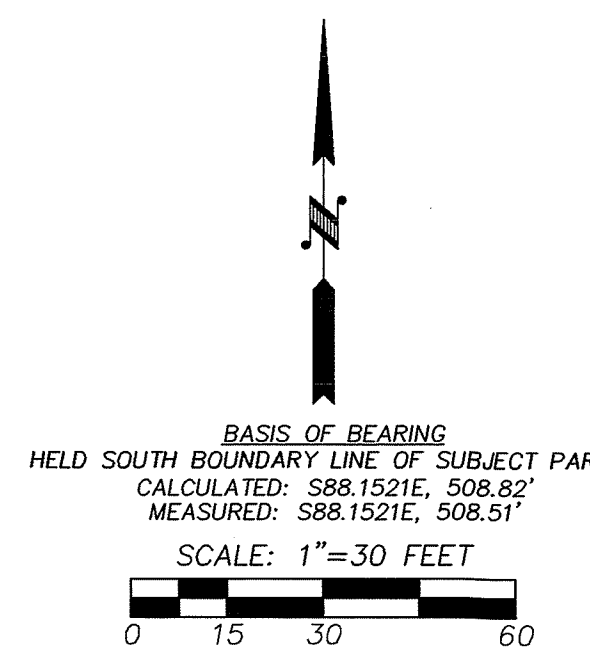 N
BASIS OF BEARING
HELD SOUTH BOUNDARY LINE OF SUBJECT PAR
CALCULATED: S88.1521E, 508.82'
MEASURED: S88.1521E, 508.51'
SCALE: 1"=30 FEET
0 15 30 60